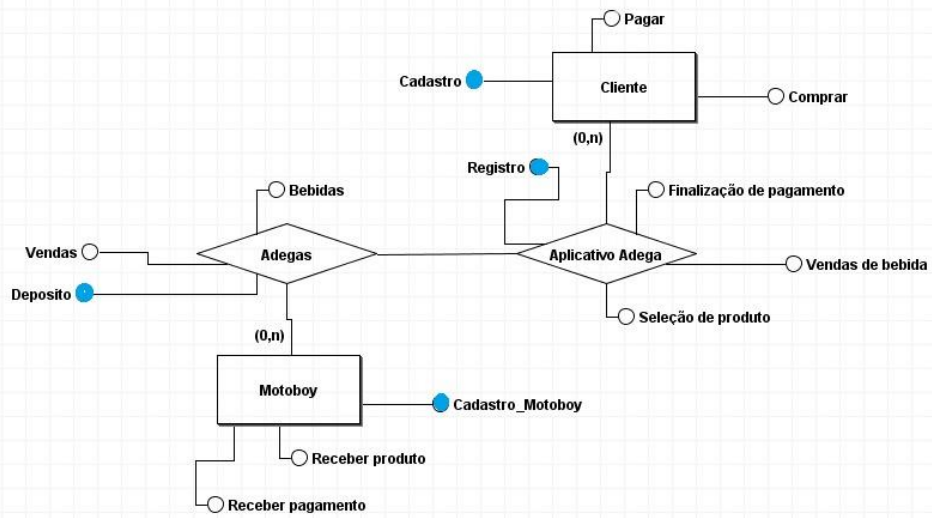 Pagar
Cadastro
Cliente
Comprar
(0,n)
Registro
Bebidas
Finalização de pagamento
Vendas
Adegas
Aplicativo Adega
Vendas de bebida
Deposito
Seleção de produto
(0,n)
Motoboy
Cadastro_Motoboy
Receber produto
Receber pagamento